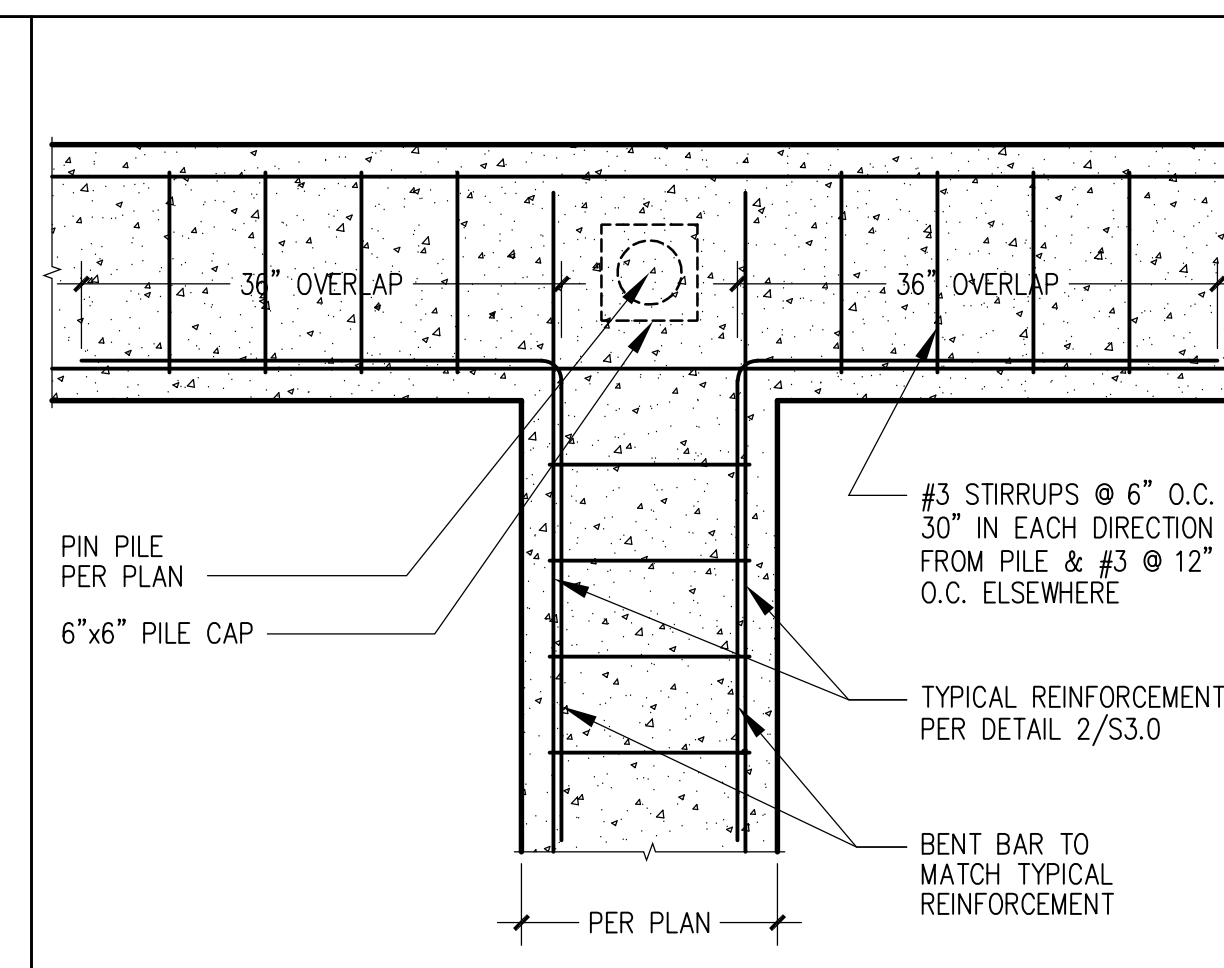 36” OVERLAP
36” OVERLAP
PIN PILE
PER PLAN
6”x6” PILE CAP
#3 STIRRUPS @ 6” O.C.
30” IN EACH DIRECTION
FROM PILE & #3 @ 12”
O.C. ELSEWHERE
TYPICAL REINFORCEMENT
PER DETAIL 2/S3.0
BENT BAR TO
MATCH TYPICAL
REINFORCEMENT
PER PLAN